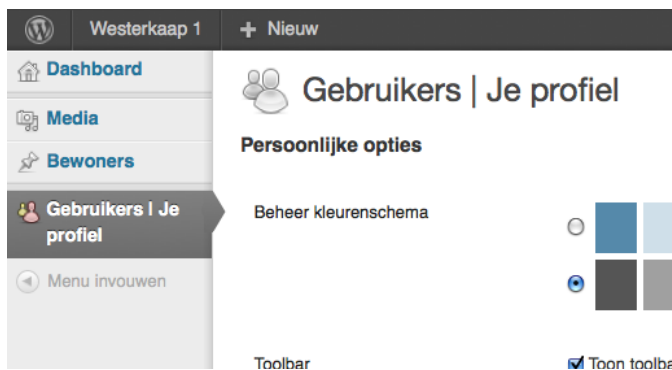 Westerkaap 1
+ Nieuw
Dashboard
Media
Bewoners
Gebruikers | Je
profiel
Menu invouwen
Gebruikers | Je profiel
Persoonlijke opties
Beheer kleurenschema
Toolbar
Toon toolba